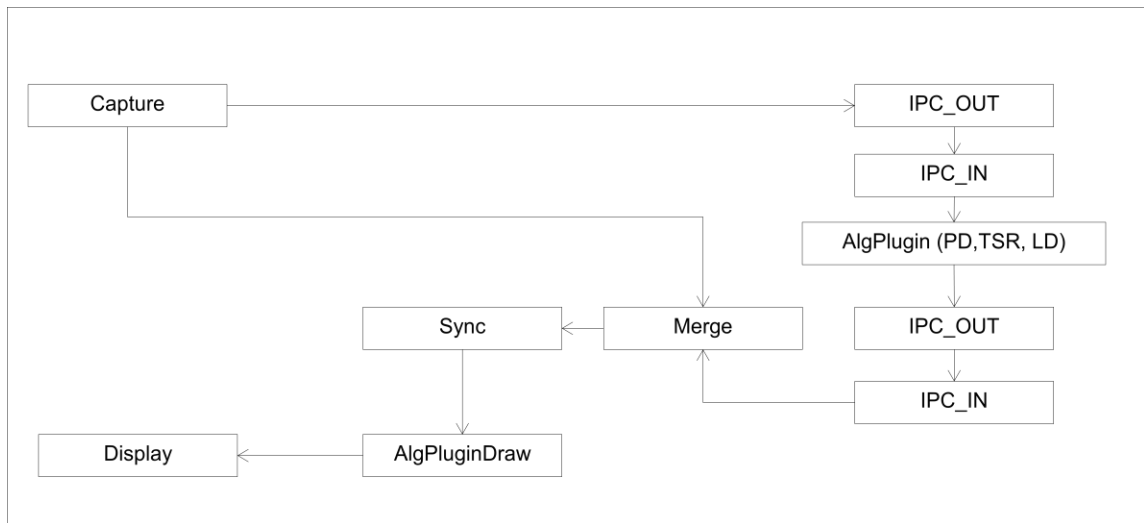 Capture
IPC_OUT
IPC_IN
AlgPlugin (PD,TSR, LD)
Sync
Merge
IPC_OUT
IPC_IN
Display
AlgPluginDraw